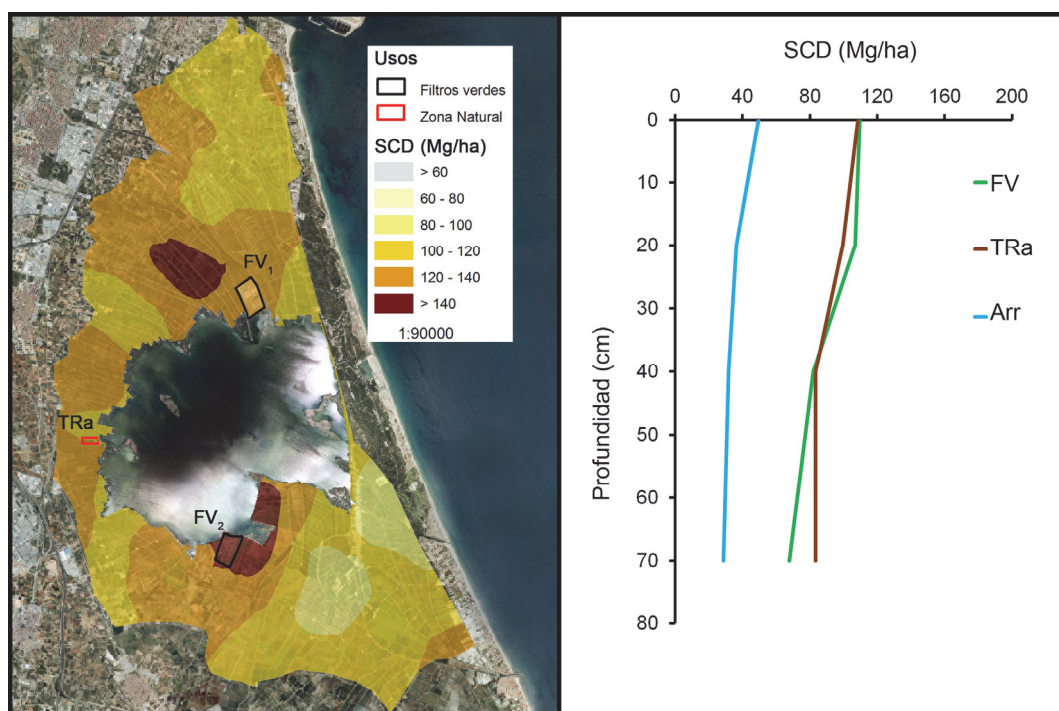 Usos
Filtros verdes
Zona Natural
SCD (Mg/ha)
> 60
60 - 80
80 - 100
100 - 120
120 - 140
> 140
1:90000
FV1
TRa
FV2
SCD (Mg/ha)
0 40 80 120 160 200
0
10
20
30
40
50
60
70
80
Profundidad (cm)
FV
TRa
Arr